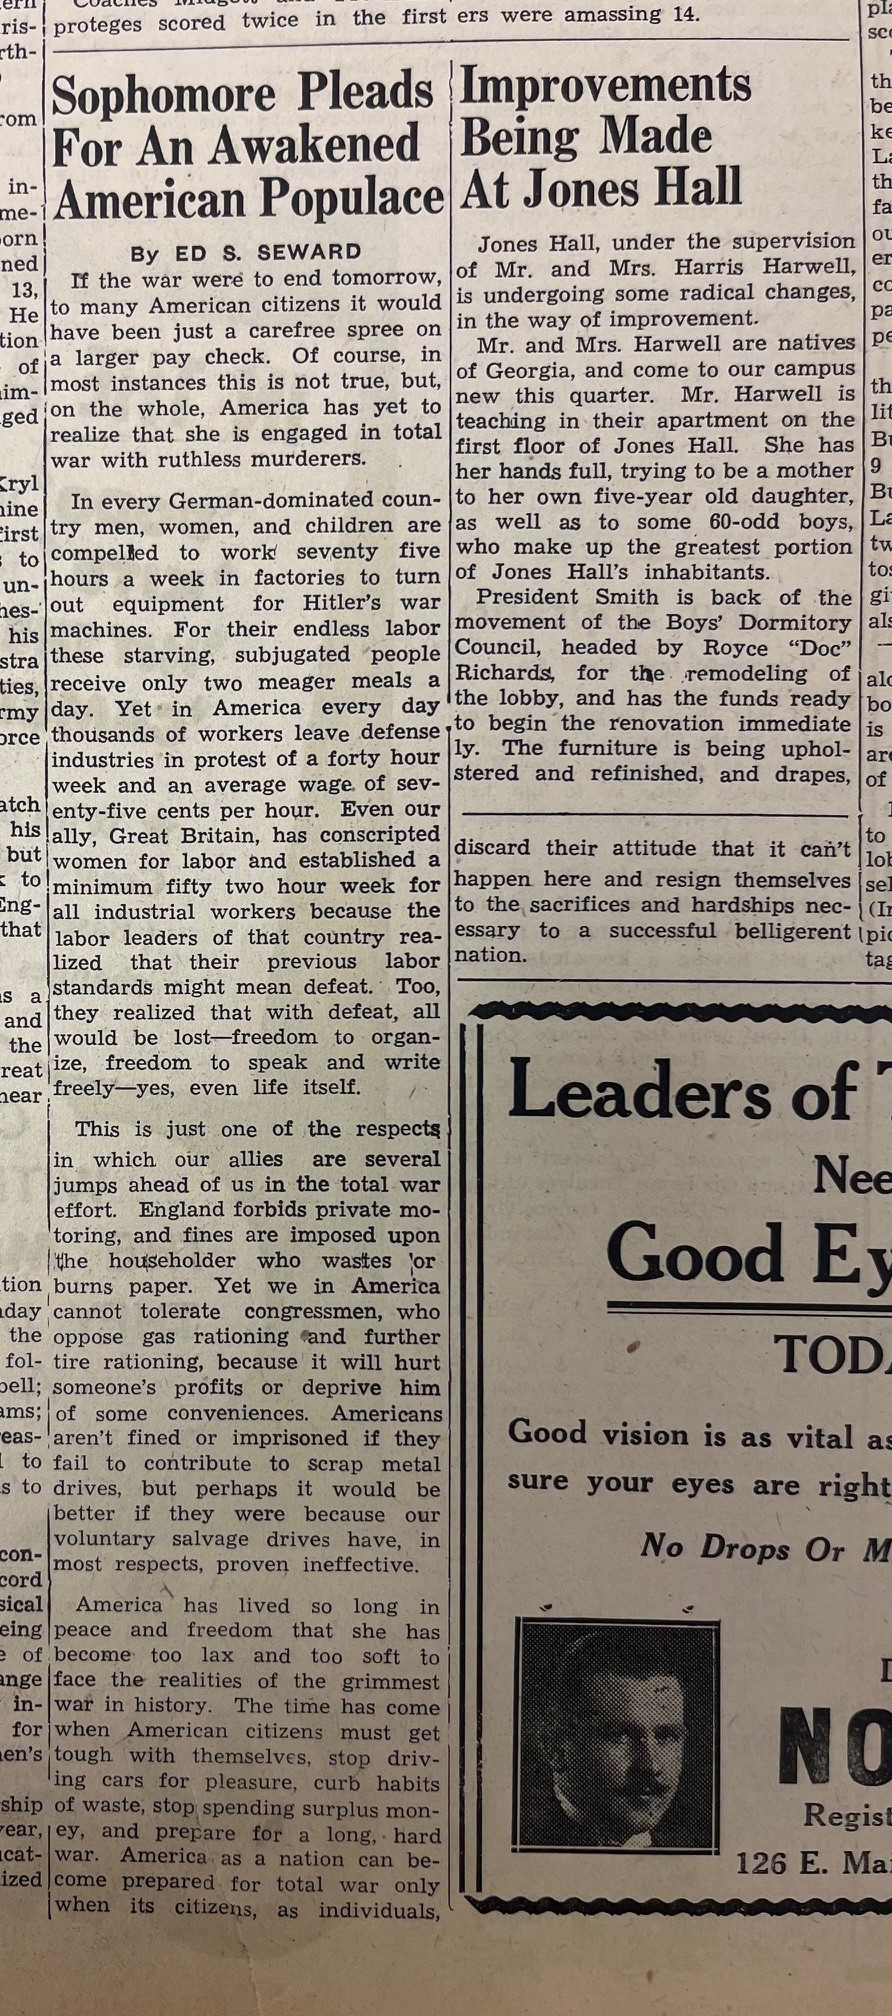 proteges scored twice in the first
ers were amassing 14.
Sophomore Pleads
For An Awakened
American Populace
By ED S. SEWARD
If the war were to end tomorrow,
to many American citizens it would
have been just a carefree spree on
a larger pay check. Of course, in
most instances this is not true, but,
on the whole, America has yet to
realize that she is engaged in total
war with ruthless murderers.
In every German-dominated coun-
try men, women, and children are
compelled to work seventy five
hours a week in factories to turn
out equipment for Hitler's war
machines. For their endless labor
these starving, subjugated people
receive only two meager meals a
day. Yet in America every day
thousands of workers leave defense
industries in protest of a forty hour
week and an average wage of sev-
enty-five cents per hour. Even our
ally, Great Britain, has conscripted
women for labor and established a
minimum fifty two hour week for
all industrial workers because the
labor leaders of that country rea-
lized that their previous labor
standards might mean defeat. Too,
they realized that with defeat, all
would be lost—freedom to organ-
ize, freedom to speak and write
freely—yes, even life itself.
This is just one of the respects
in which our allies are several
jumps ahead of us in the total war
effort. England forbids private mo-
toring, and fines are imposed upon
the householder who wastes or
burns paper. Yet we in America
cannot tolerate congressmen, who
oppose gas rationing and further
tire rationing, because it will hurt
someone's profits or deprive him
of some conveniences. Americans
aren't fined or imprisoned if they
fail to contribute to scrap metal
drives, but perhaps it would be
better if they were because our
voluntary salvage drives have, in
most respects, proven ineffective.
America has lived so long in
peace and freedom that she has
become too lax and too soft to
face the realities of the grimmest
war in history. The time has come
when American citizens must get
tough with themselves, stop driv-
ing cars for pleasure, curb habits
of waste, stop spending surplus mon-
ey, and prepare for a long, hard
war. America as a nation can be-
come prepared for total war only
when its citizens, as individuals,
discard their attitude that it can't
happen here and resign themselves
to the sacrifices and hardships nec-
essary to a successful belligerent
nation.
Improvements
Being Made
At Jones Hall
Jones Hall, under the supervision
of Mr. and Mrs. Harris Harwell,
is undergoing some radical changes,
in the way of improvement.
Mr. and Mrs. Harwell are natives
of Georgia, and come to our campus
new this quarter. Mr. Harwell is
teaching in their apartment on the
first floor of Jones Hall. She has
her hands full, trying to be a mother
to her own five-year old daughter,
as well as to some 60-odd boys,
who make up the greatest portion
of Jones Hall's inhabitants.
President Smith is back of the
movement of the Boys' Dormitory
Council, headed by Royce “Doc”
Richards, for the remodeling of
the lobby, and has the funds ready
to begin the renovation immediate
ly. The furniture is being uphol-
stered and refinished, and drapes,
Leaders of
Good
Good vision is as vital as
sure your eyes are right
No Drops Or
126 E.